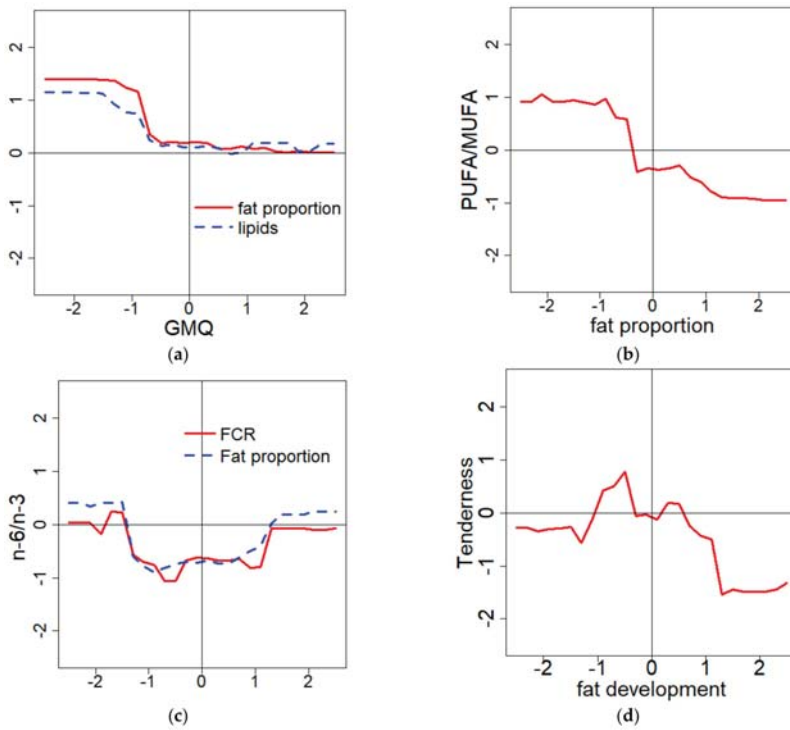 2
1
0
-1
-2
fat proportion
lipids
-2 -1 0 1 2
GMQ
(a)
PUFA/MUFA
2
1
0
-1
-2
-2 -1 0 1 2
fat proportion
(b)
n-6/n-3
2
1
0
-1
-2
FCR
Fat proportion
-2 -1 0 1 2
(c)
Tenderness
2
1
0
-1
-2
-2 -1 0 1 2
fat development
(d)